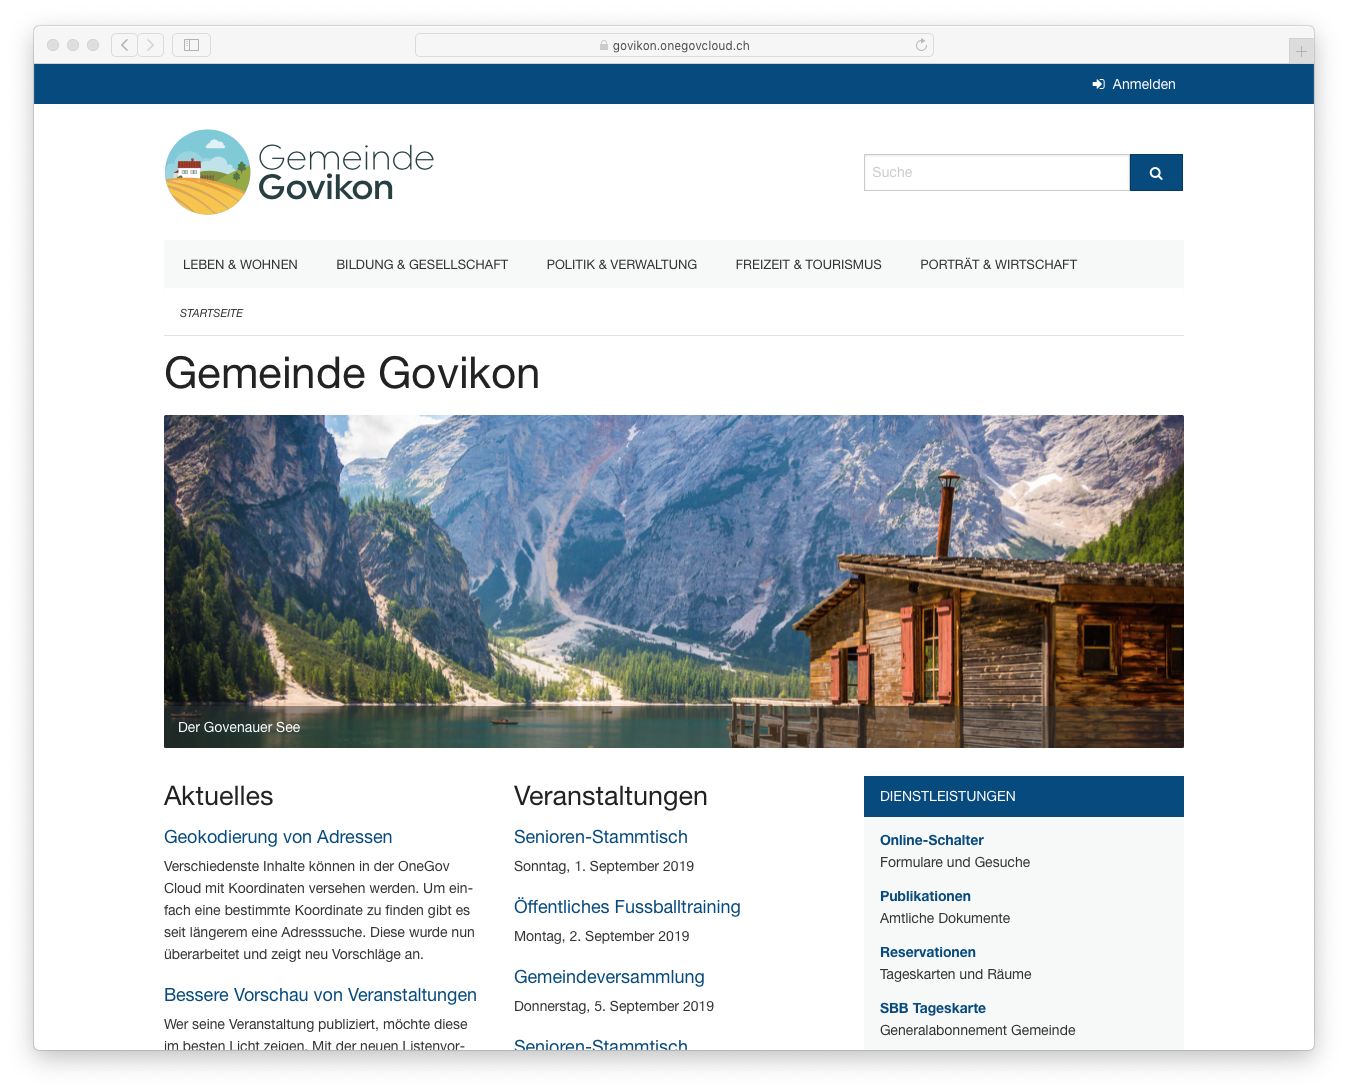 govikon.onegovcloud.ch
Anmelden
Gemeinde
Govikon
Suche
LEBEN & WOHNEN BILDUNG & GESELLSCHAFT POLITIK & VERWALTUNG FREIZEIT & TOURISMUS PORTRÄT & WIRTSCHAFT
STARTSEITE
Gemeinde Govikon
Der Govenauer See
Aktuelles
Geokodierung von Adressen
Verschiedenste Inhalte können in der OneGov
Cloud mit Koordinaten versehen werden. Um ein-
fach eine bestimmte Koordinate zu finden gibt es
seit längerem eine Adresssuche. Diese wurde nun
überarbeitet und zeigt neu Vorschläge an.
Bessere Vorschau von Veranstaltungen
Wer seine Veranstaltung publiziert, möchte diese
im besten Licht zeigen. Mit der neuen Listenvor-
Veranstaltungen
Senioren-Stammtisch
Sonntag, 1. September 2019
Öffentliches Fussballtraining
Montag, 2. September 2019
Gemeindeversammlung
Donnerstag, 5. September 2019
Senioren-Stammtisch
DIENSTLEISTUNGEN
Online-Schalter
Formulare und Gesuche
Publikationen
Amtliche Dokumente
Reservationen
Tageskarten und Räume
SBB Tageskarte
Generalabonnement Gemeinde